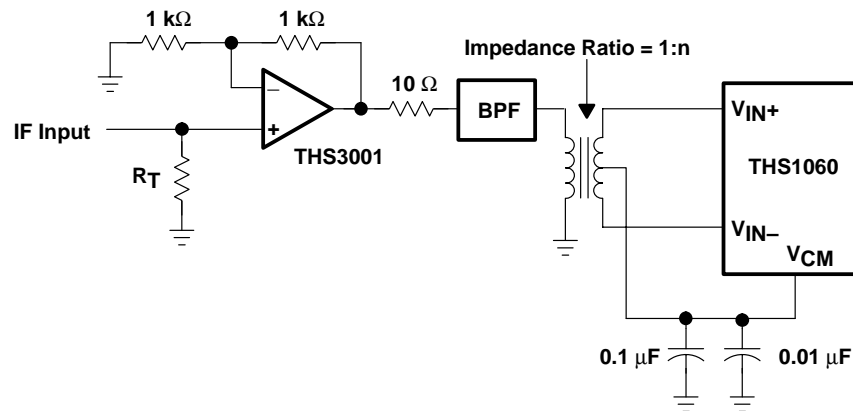 1 kΩ 1 kΩ
Impedance Ratio = 1:n
10 Ω
−
+
BPF
VIN+
IF Input
THS3001
THS1060
RT
VIN−
VCM
0.1 μF 0.01 μF